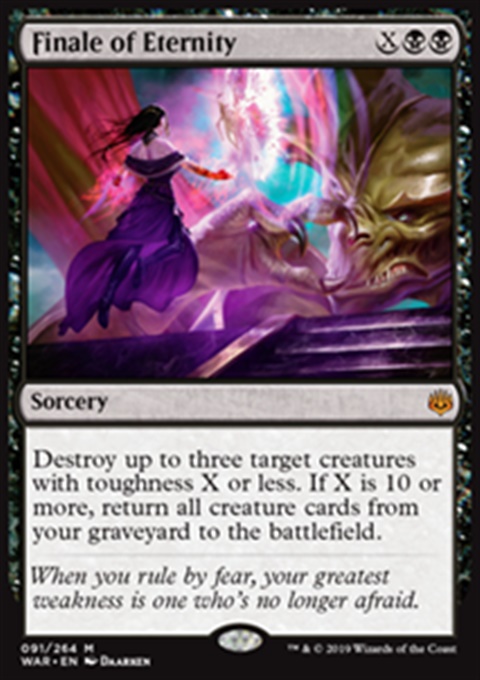 Finale of Eternity X
Sorcery
Destroy up to three target creatures
with toughness X or less. If X is 10 or
more, return all creature cards from
your graveyard to the battlefield.
When you rule by fear, your greatest
weakness is one who's no longer afraid.
091/264 M
WAR • EN Daarken
™ & © 2019 Wizards of the Coast